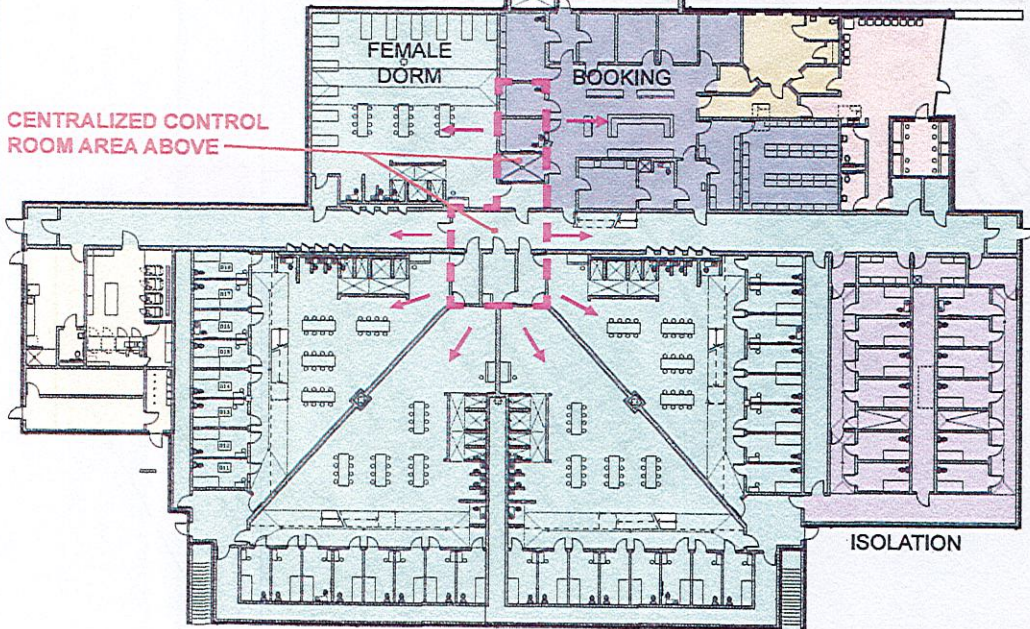 FEMALE
DORM
BOOKING
CENTRALIZED CONTROL
ROOM AREA ABOVE
ISOLATION